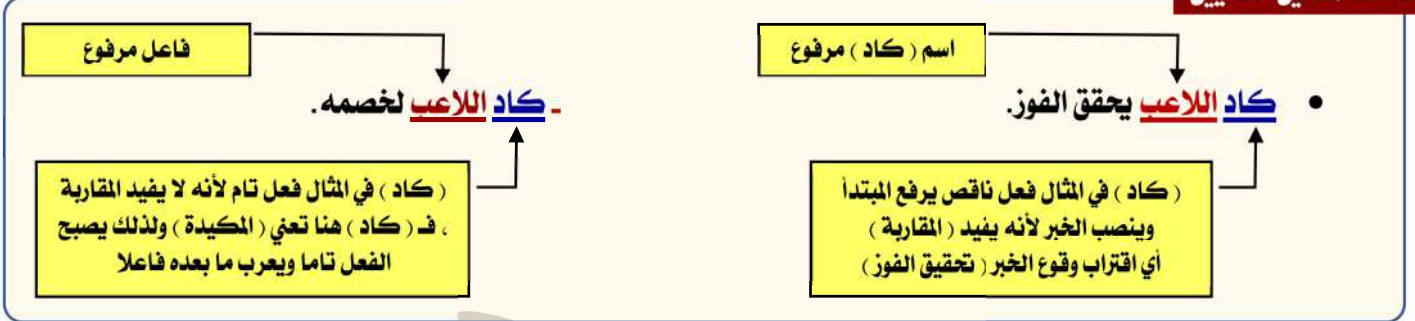 اسم ( كاد ) مرفوع
• كاد اللاعب يحقق الفوز.
( كاد ) في المثال فعل ناقص يرفع المبتدأ
وينصب الخبر لأنه يفيد ( المقاربة )
أي اقتراب وقوع الخبر ( تحقيق الفوز )
فاعل مرفوع
ـ كاد اللاعب لخصمه.
( كاد ) في المثال فعل تام لأنه لا يفيد المقاربة
، فـ ( كاد ) هنا تعني ( المكيدة ) ولذلك يصبح
الفعل تاما ويعرب ما بعده فاعلا